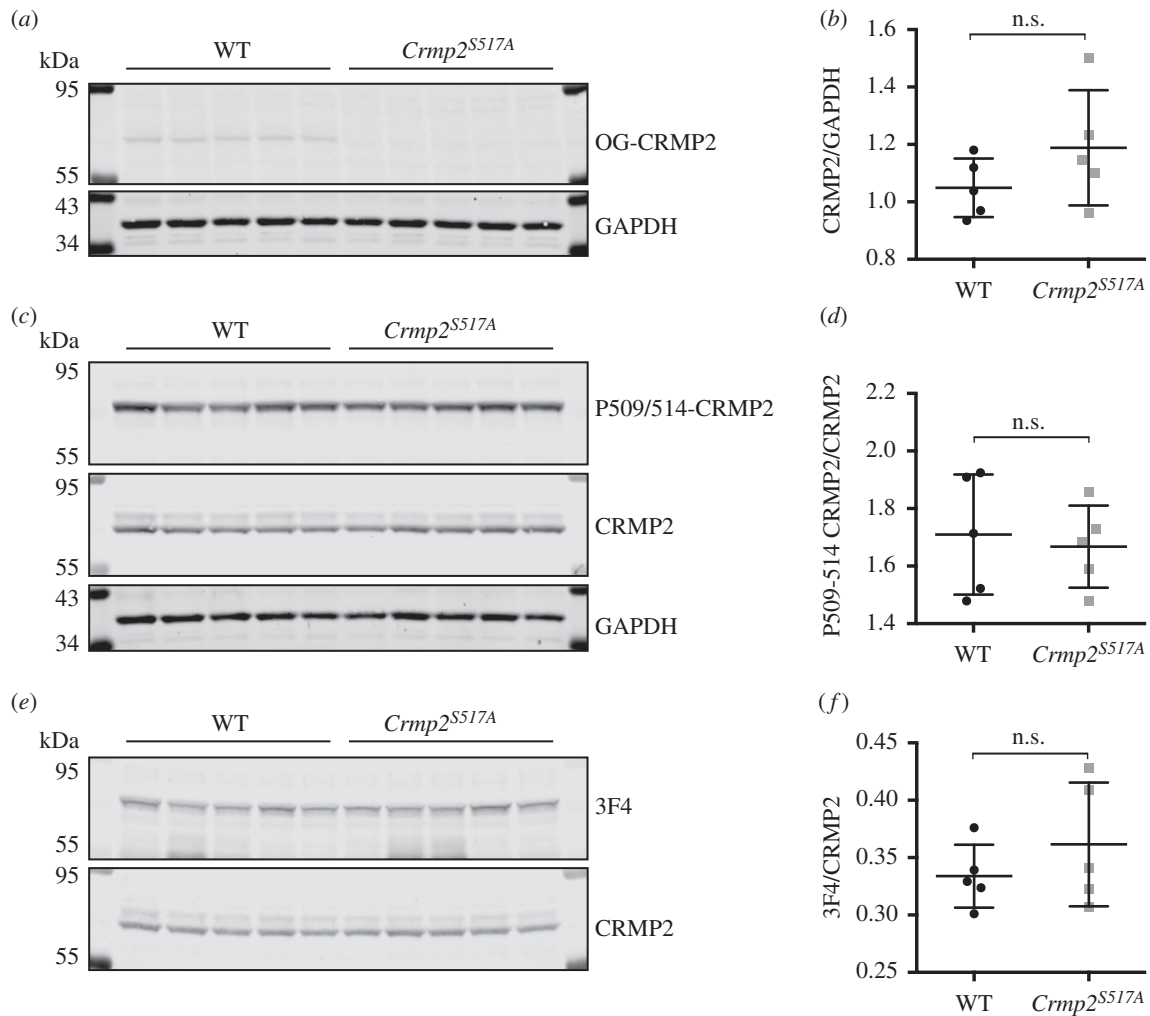 (a)
WT Crmp2S517A
kDa
95
55
OG-CRMP2
43
34
GAPDH
(b)
n.s.
CRMP2/GAPDH
1.6
1.4
1.2
1.0
0.8
WT Crmp2S517A
(c)
WT Crmp2S517A
kDa
95
55
P509/514-CRMP2
95
55
CRMP2
43
34
GAPDH
(d)
n.s.
P509-514 CRMP2/CRMP2
2.2
2.0
1.8
1.6
1.4
WT Crmp2S517A
(e)
WT Crmp2S517A
kDa
95
55
3F4
95
55
CRMP2
(f)
n.s.
3F4/CRMP2
0.45
0.40
0.35
0.30
0.25
WT Crmp2S517A